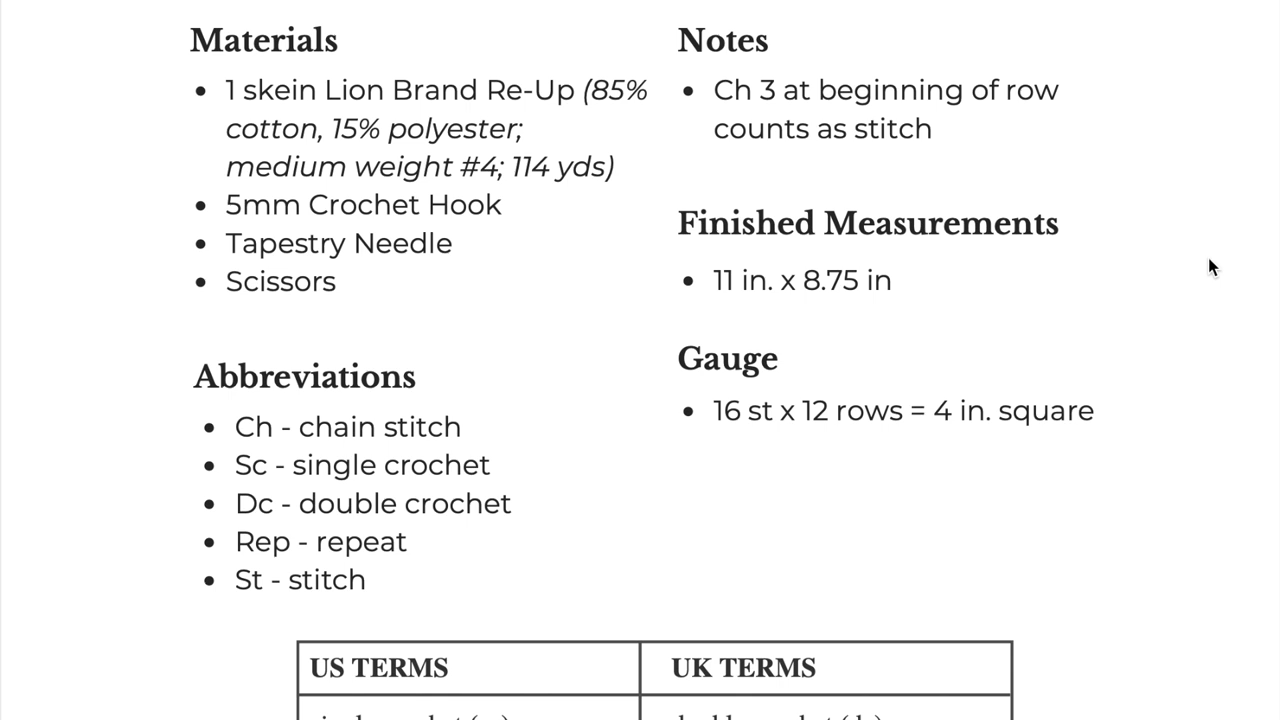 Materials
• 1 skein Lion Brand Re-Up (85%
cotton, 15% polyester;
medium weight #4; 114 yds)
• 5mm Crochet Hook
• Tapestry Needle
• Scissors
Abbreviations
• Ch - chain stitch
• Sc - single crochet
• Dc - double crochet
• Rep - repeat
• St - stitch
Notes
• Ch 3 at beginning of row
counts as stitch
Finished Measurements
• 11 in. x 8.75 in
Gauge
• 16 st x 12 rows = 4 in. square
US TERMS
UK TERMS